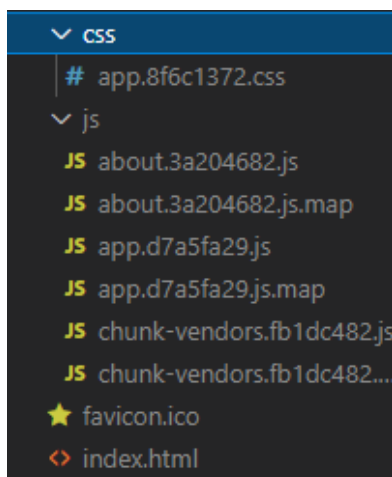 css
# app.8f6c1372.css
js
JS about.3a204682.js
JS about.3a204682.js.map
JS app.d7a5fa29.js
JS app.d7a5fa29.js.map
JS chunk-vendors.fb1dc482.js
JS chunk-vendors.fb1dc482....
favicon.ico
<> index.html